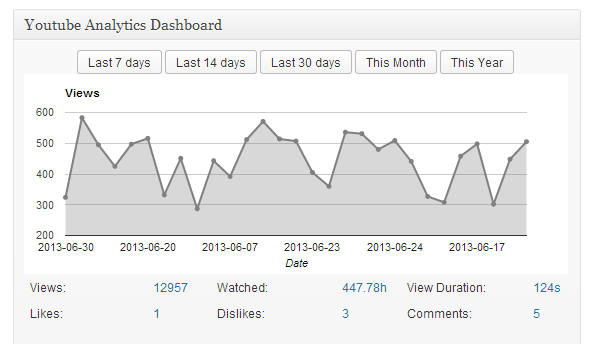 Youtube Analytics Dashboard
Last 7 days Last 14 days Last 30 days This Month This Year
Views
600
500
400
300
200
2013-06-30 2013-06-20 2013-06-07 2013-06-23 2013-06-24 2013-06-17
Date
Views: 12957 Watched: 447.78h View Duration: 124s
Likes: 1 Dislikes: 3 Comments: 5